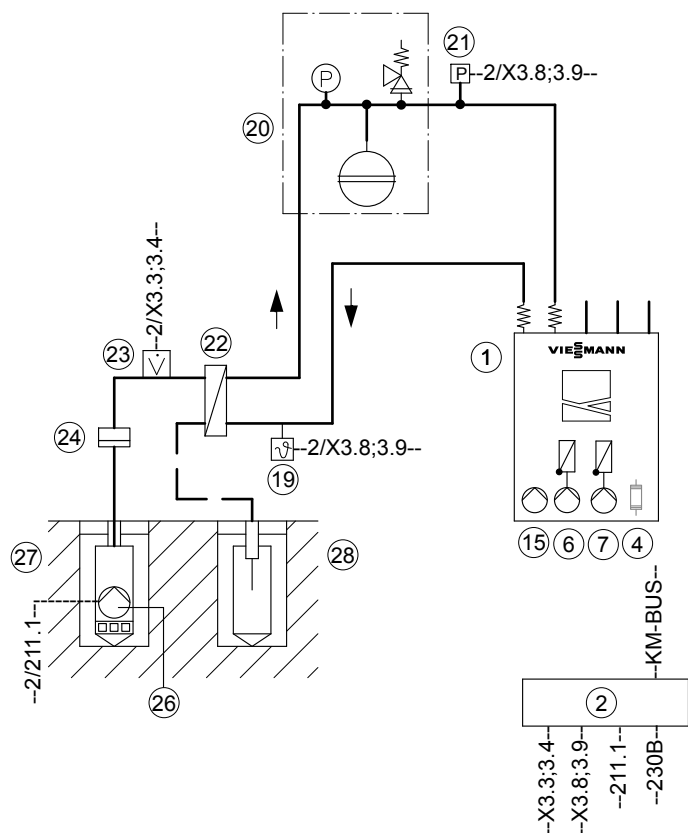 21
P
P--2/X3.8;3.9--
20
--2/X3.3;3.4--
23
22
1
VIESMANN
24
19
--2/X3.8;3.9--
15
6
7
4
27
28
--2/211.1--
26
--KM-BUS--
2
--X3.3;3.4
--X3.8;3.9
--211.1--
--230B--